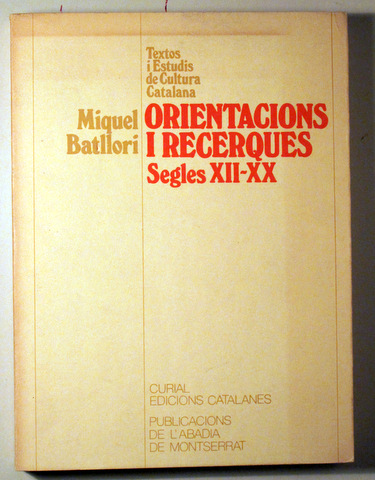 Textos
i Estudis
de Cultura
Catalana
Miquel
Batllori
ORIENTACIONS
I RECERQUES
Segles XII-XX
CURIAL
EDICIONS CATALANES
PUBLICACIONS
DE L'ABADIA
DE MONTSERRAT